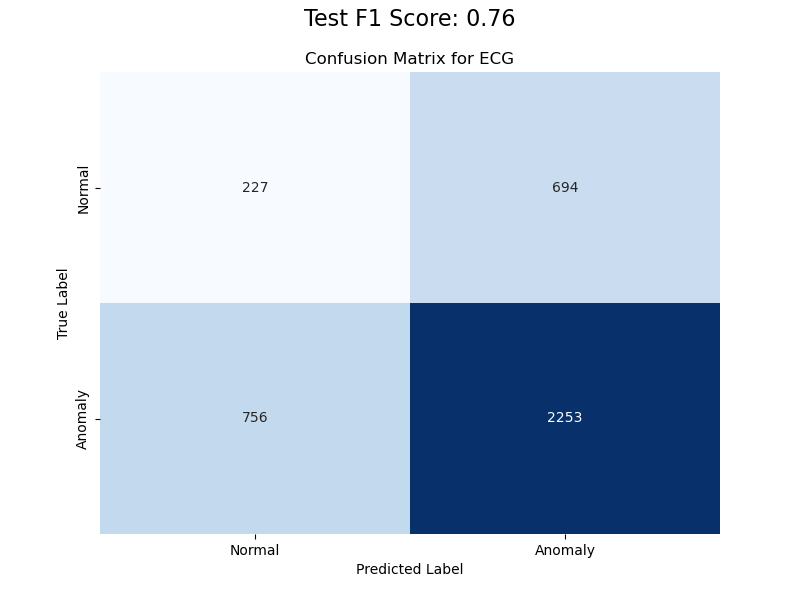 Test F1 Score: 0.76
Confusion Matrix for ECG
True Label
Normal
227
694
Anomaly
756
2253
Normal
Anomaly
Predicted Label